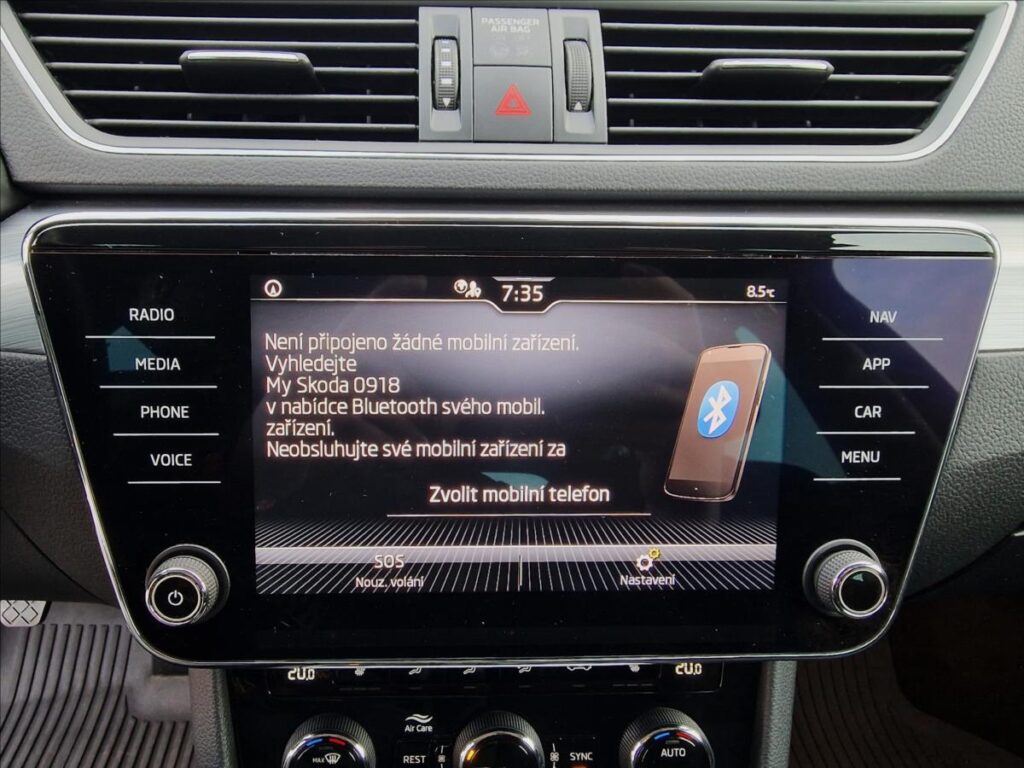 PASSENGER
AIR BAG
7:35
8.5°C
RADIO
MEDIA
PHONE
VOICE
Není připojeno žádné mobilní zařízení.
Vyhledejte
My Skoda 0918
v nabídce Bluetooth svého mobil.
zařízení.
Neobsluhujte své mobilní zařízení za
Zvolit mobilní telefon
SOS
Nouz. volání
Nastavení
NAV
APP
CAR
MENU
20.0
20.0
Air Care
MAX
REST
SYNC
AUTO